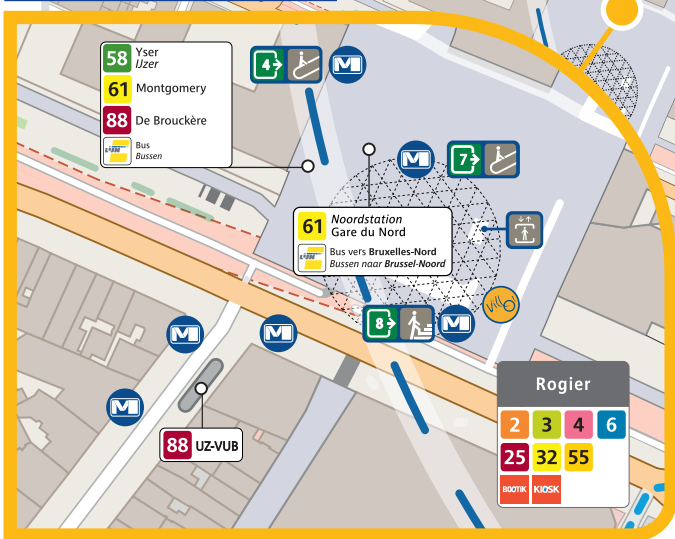 58 Yser
IJzer
61 Montgomery
88 De Brouckère
Bus
Bussen
4
M
M
7
61 Noordstation
Gare du Nord
Bus vers Bruxelles-Nord
Bussen naar Brussel-Noord
8
M
Villo
M
M
M
88 UZ-VUB
Rogier
2 3 4 6
25 32 55
BOOTIK KIOSK